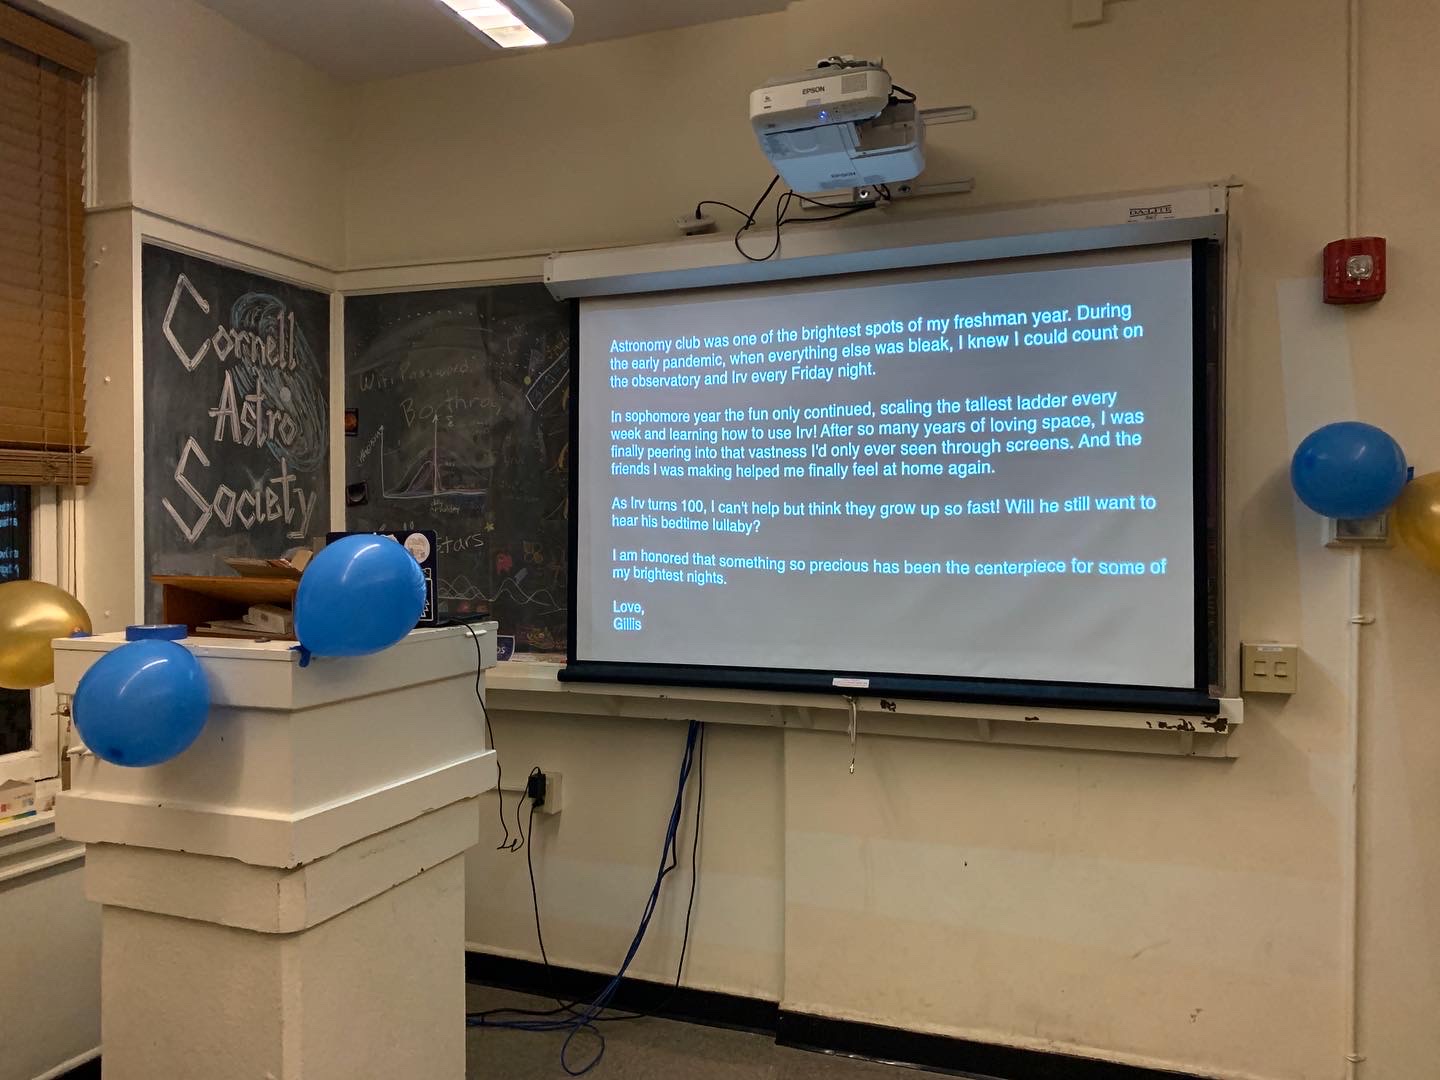 EPSON
EPSON
DA-LITE
Cornell
Astro
Society
Wifi Password:
stars
Astronomy club was one of the brightest spots of my freshman year. During
the early pandemic, when everything else was bleak, I knew I could count on
the observatory and Irv every Friday night.
In sophomore year the fun only continued, scaling the tallest ladder every
week and learning how to use Irv! After so many years of loving space, I was
finally peering into that vastness I'd only ever seen through screens. And the
friends I was making helped me finally feel at home again.
As Irv turns 100, I can't help but think they grow up so fast! Will he still want to
hear his bedtime lullaby?
I am honored that something so precious has been the centerpiece for some of
my brightest nights.
Love,
Gillis